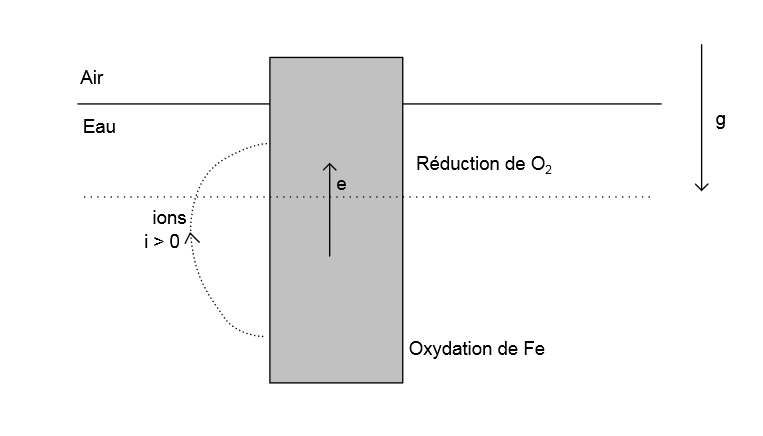 Air
Eau
g
Réduction de O₂
e
ions
i > 0
Oxydation de Fe